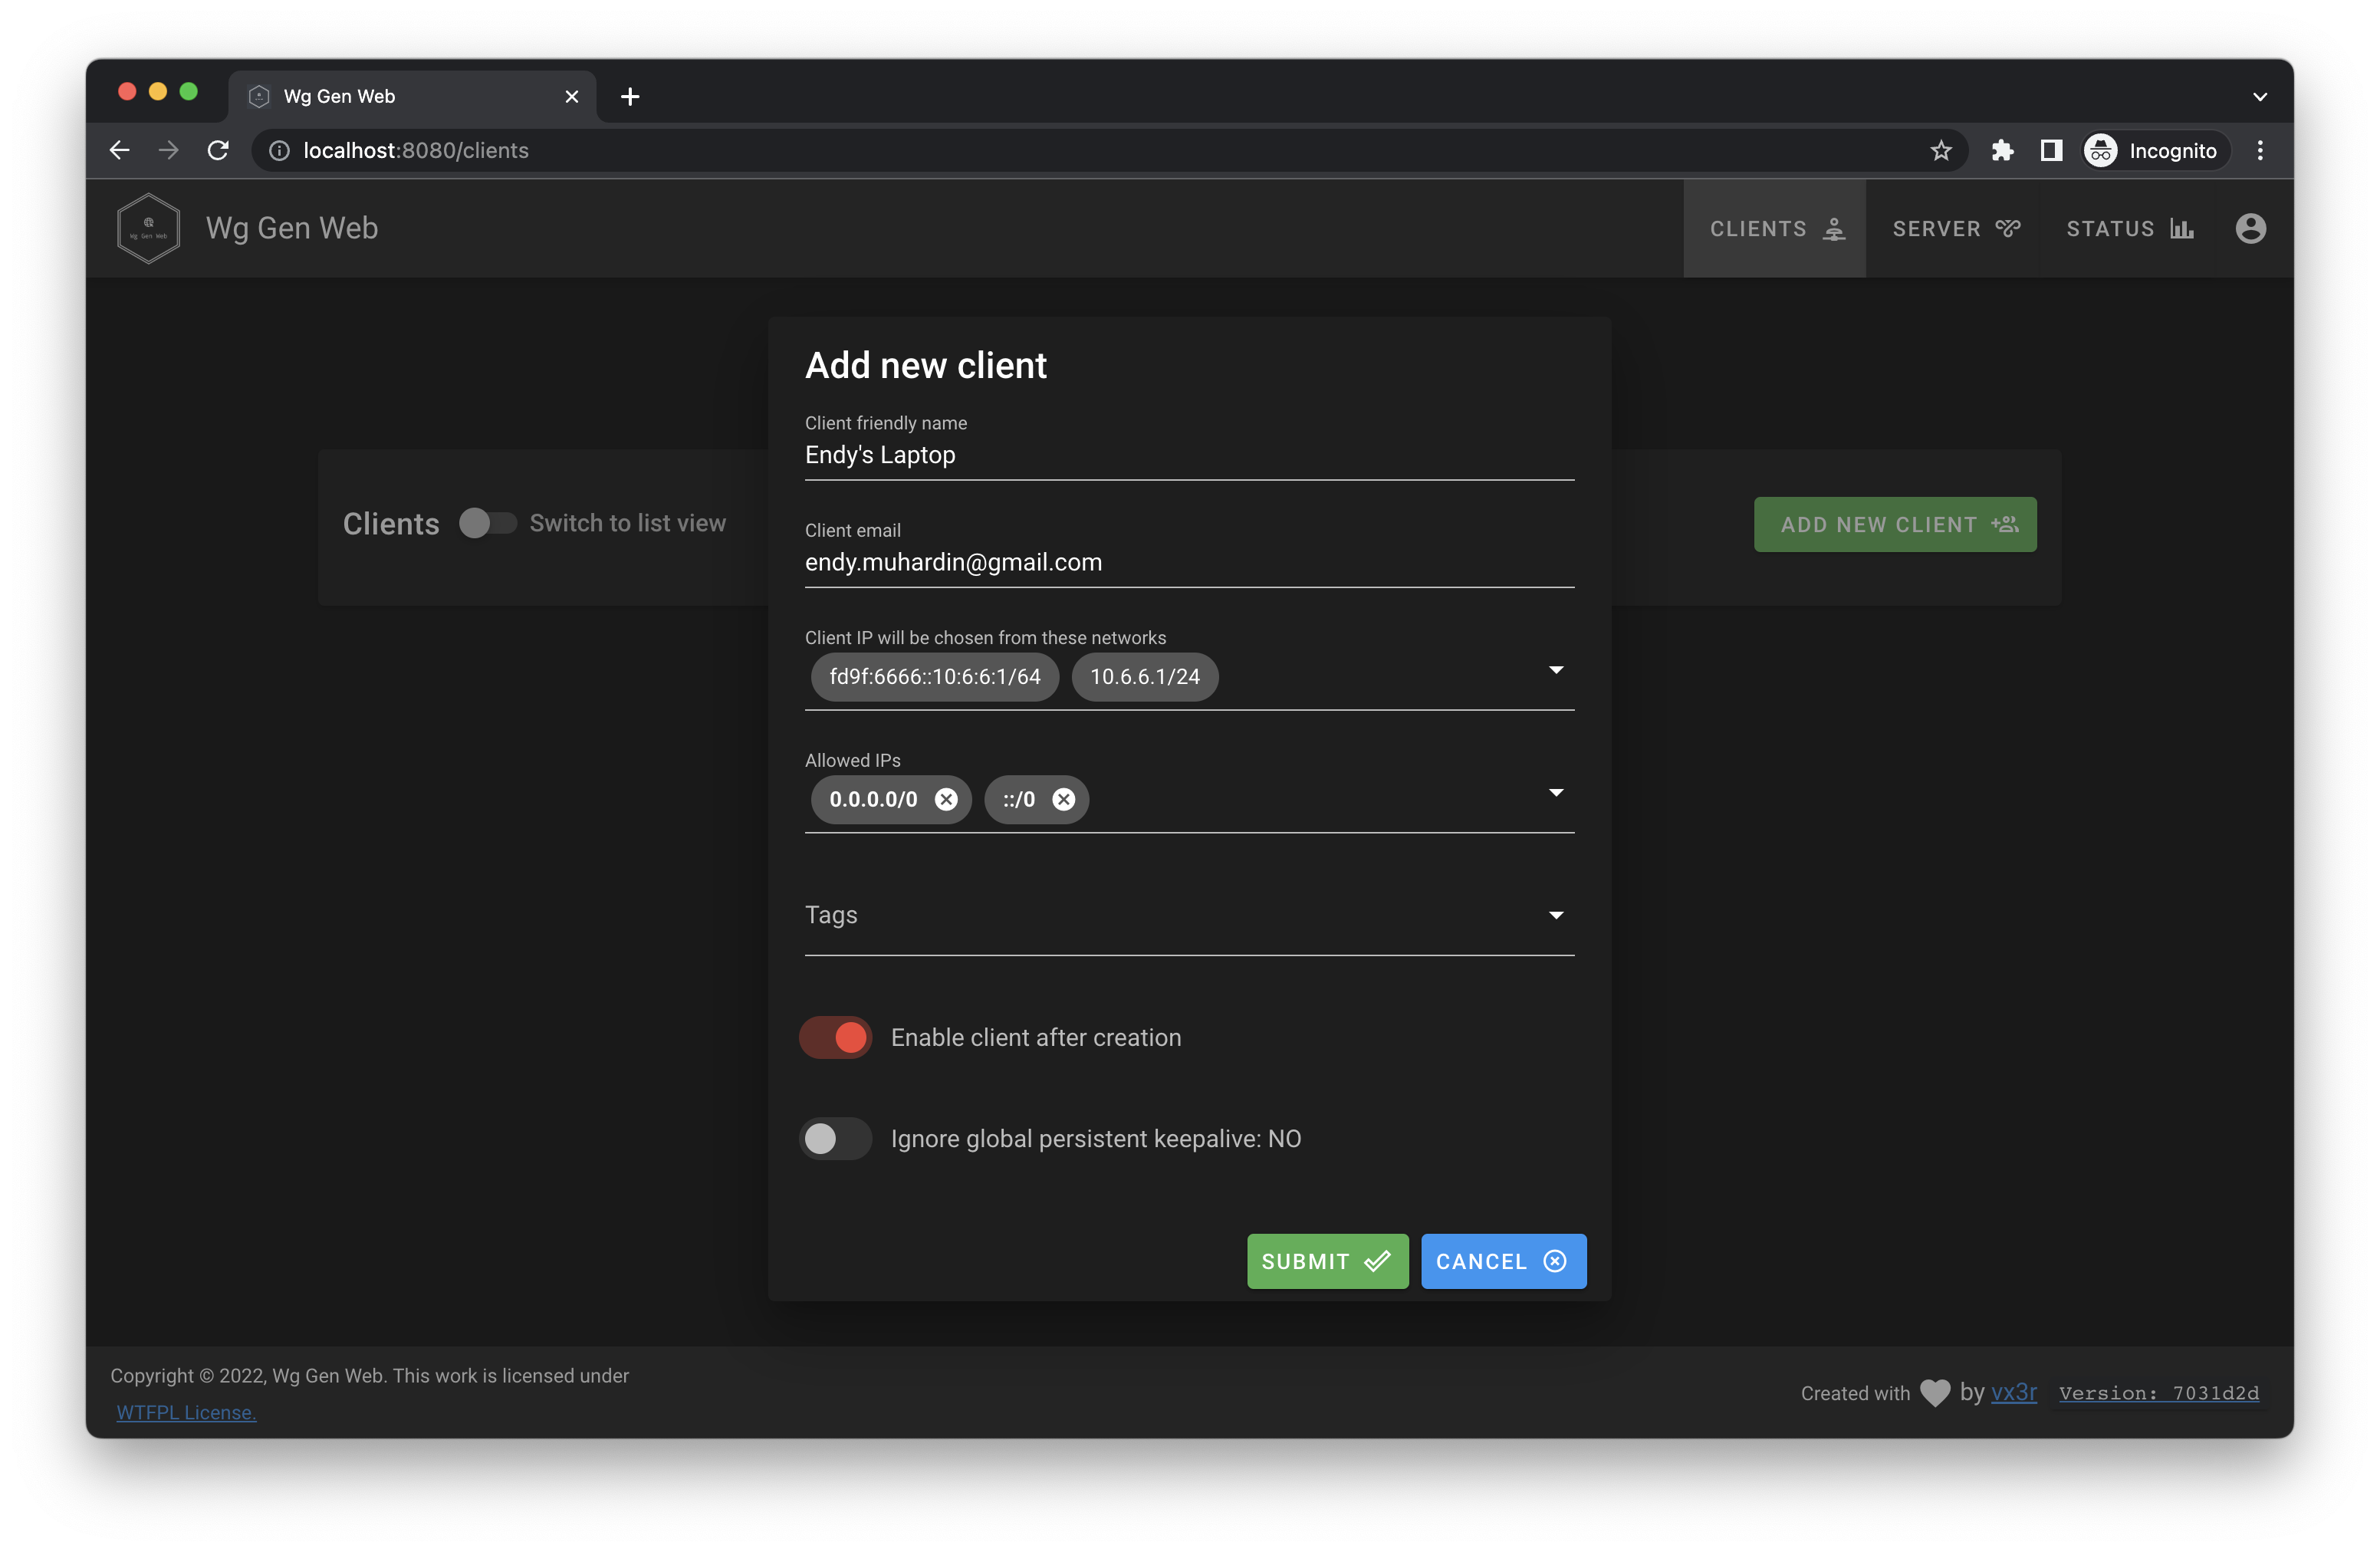 Wg Gen Web
localhost:8080/clients
Incognito
Wg Gen Web
Wg Gen Web
CLIENTS
SERVER
STATUS
Add new client
Client friendly name
Endy's Laptop
Clients
Switch to list view
ADD NEW CLIENT
Client email
endy.muhardin@gmail.com
Client IP will be chosen from these networks
fd9f:6666::10:6:6:1/64
10.6.6.1/24
Allowed IPs
0.0.0.0/0
::/0
Tags
Enable client after creation
Ignore global persistent keepalive: NO
SUBMIT
CANCEL
Copyright © 2022, Wg Gen Web. This work is licensed under
WTFPL License.
Created with by vx3r
Version: 7031d2d